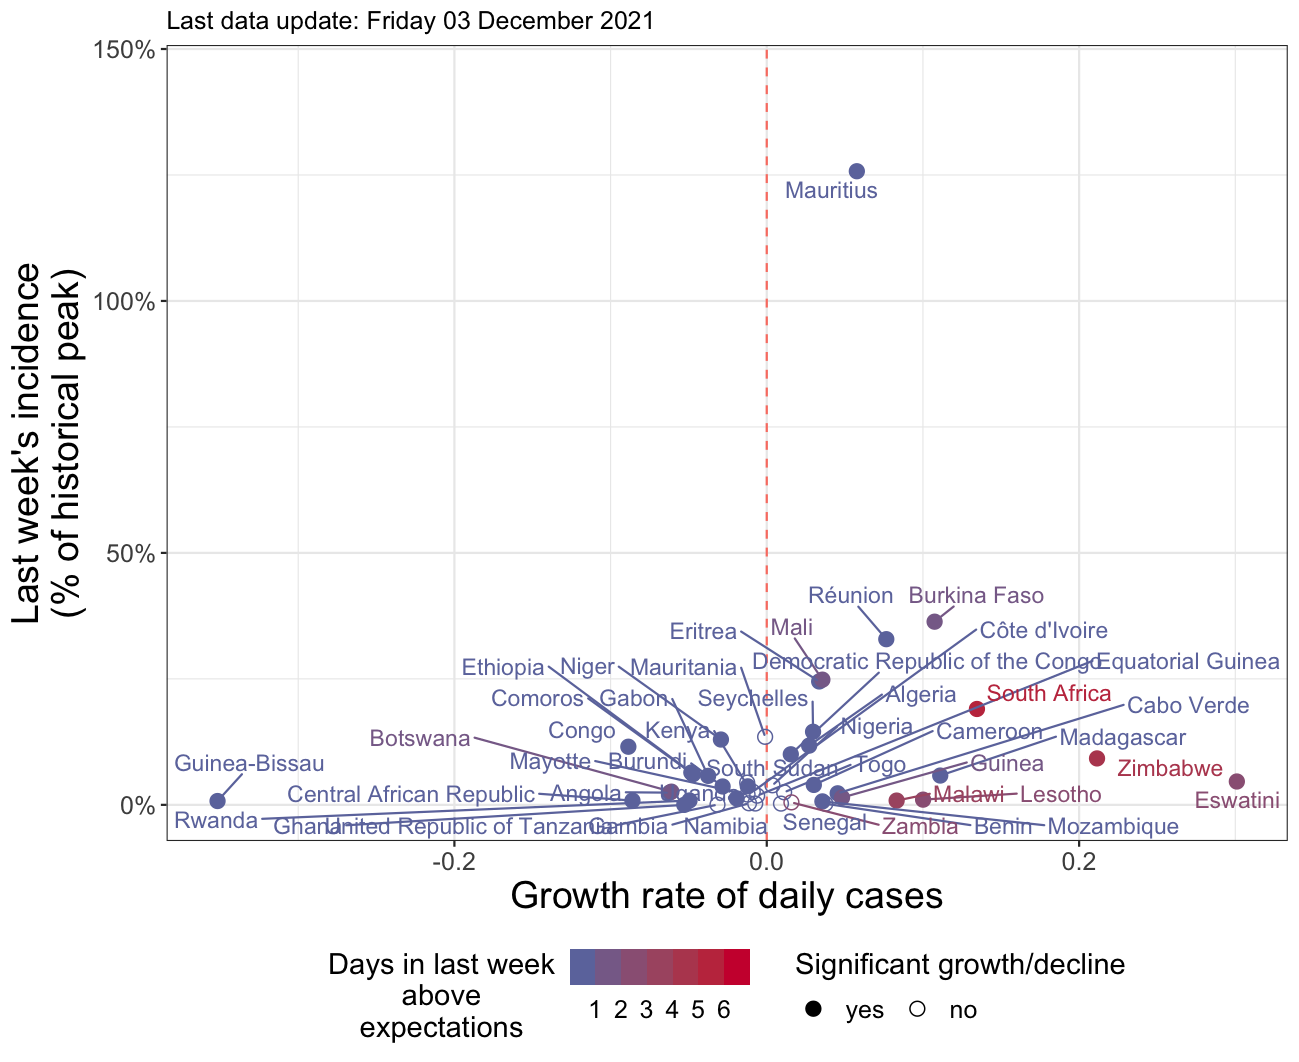 Last data update: Friday 03 December 2021
150%
100%
50%
0%
Last week's incidence
(% of historical peak)
Mauritius
Réunion
Burkina Faso
Eritrea
Mali
Côte d'Ivoire
Ethiopia
Niger
Mauritania
Democratic Republic of the Congo
Equatorial Guinea
Comoros
Gabon
Seychelles
Algeria
South Africa
Cabo Verde
Botswana
Congo
Kenya
Nigeria
Cameroon
Madagascar
Guinea-Bissau
Mayotte
Burundi
South Sudan
Togo
Guinea
Zimbabwe
Central African Republic
Angola
Malawi
Lesotho
Eswatini
Rwanda
Ghana
United Republic of Tanzania
Gambia
Namibia
Senegal
Zambia
Benin
Mozambique
-0.2
0.0
0.2
Growth rate of daily cases
Days in last week
above
expectations
1 2 3 4 5 6
Significant growth/decline
yes
no